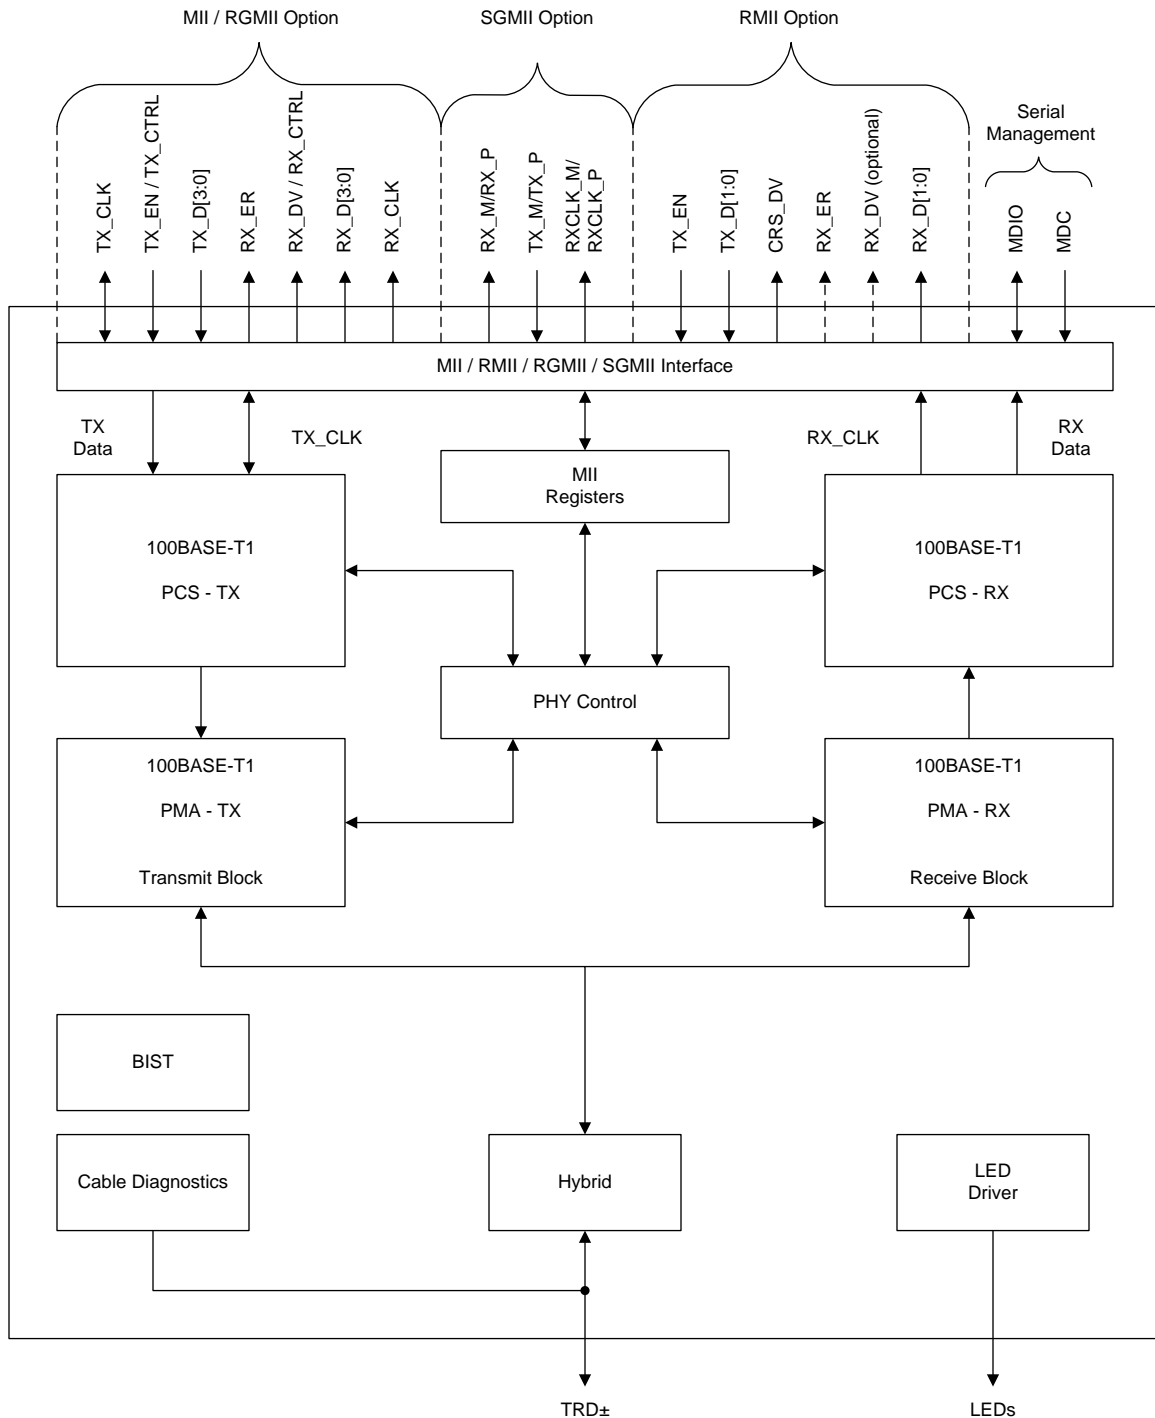 MII / RGMII Option
SGMII Option
RMII Option
Serial
Management
TX_CLK
TX_EN / TX_CTRL
TX_D[3:0]
RX_ER
RX_DV / RX_CTRL
RX_D[3:0]
RX_CLK
RX_M/RX_P
TX_M/TX_P
RXCLK_M/
RXCLK_P
TX_EN
TX_D[1:0]
CRS_DV
RX_ER
RX_DV (optional)
RX_D[1:0]
MDIO
MDC
MII / RMII / RGMII / SGMII Interface
TX
Data
TX_CLK
RX_CLK
RX
Data
MII
Registers
100BASE-T1
PCS - TX
100BASE-T1
PCS - RX
PHY Control
100BASE-T1
PMA - TX
Transmit Block
100BASE-T1
PMA - RX
Receive Block
BIST
Cable Diagnostics
Hybrid
LED
Driver
TRD±
LEDs